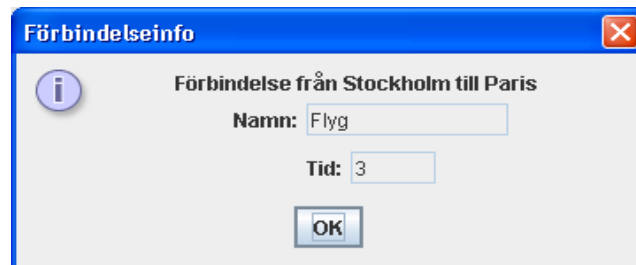 Förbindelseinfo
Förbindelse från Stockholm till Paris
Namn: Flyg
Tid: 3
OK